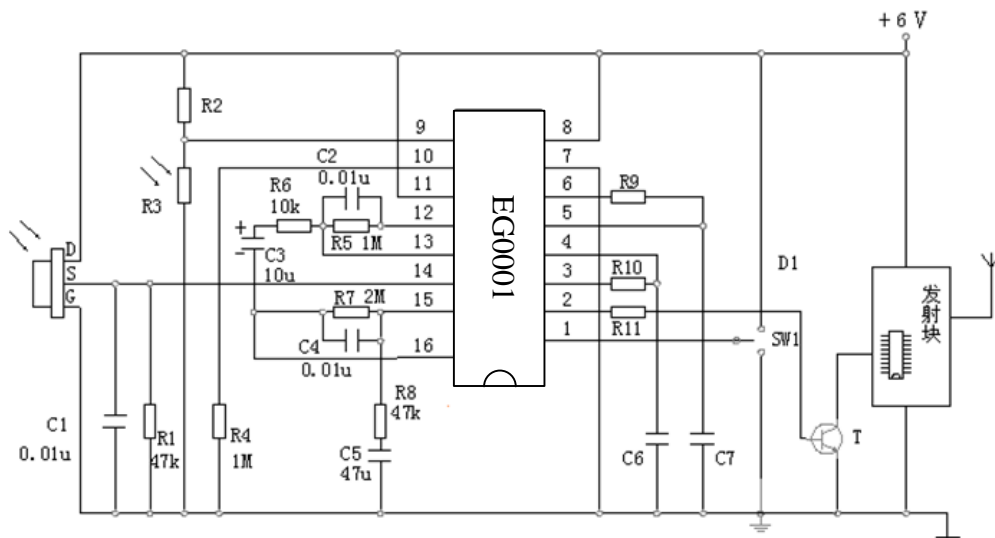 +6 V
R2
9
8
C2
0.01u
10
7
R6
10k
11
6
R9
R3
12
5
R5 1M
+
-
C3
10u
13
4
D
S
G
14
3
R10
D1
R7 2M
15
2
R11
C4
0.01u
16
1
SW1
EG0001
发射块
R8
47k
C1
0.01u
R1
47k
R4
1M
C5
47u
C6
C7
T